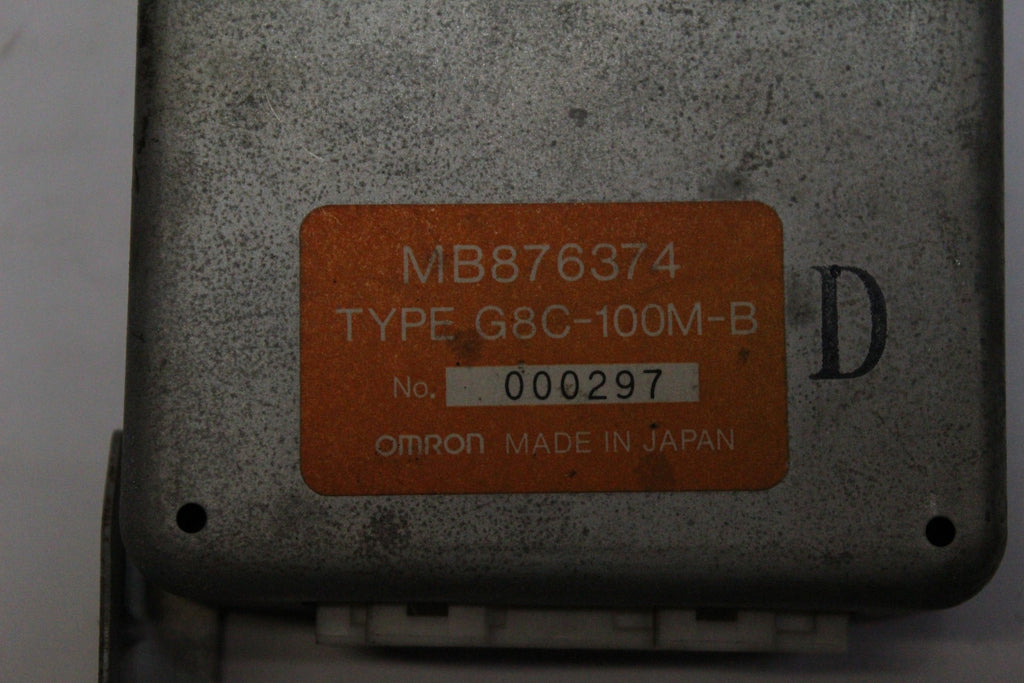 MB876374
TYPE G8C-100M-B
No. 000297
OMRON MADE IN JAPAN
D